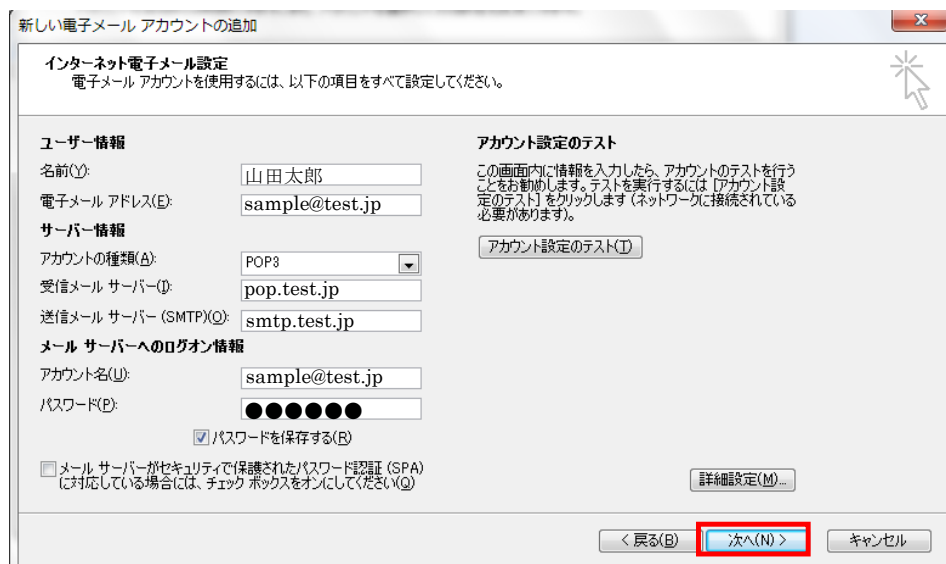 新しい電子メール アカウントの追加
インターネット電子メール設定
電子メール アカウントを使用するには、以下の項目をすべて設定してください。
ユーザー情報
名前(Y):
山田太郎
電子メール アドレス(E):
sample@test.jp
サーバー情報
アカウントの種類(A):
POP3
受信メール サーバー(I):
pop.test.jp
送信メール サーバー (SMTP)(O):
smtp.test.jp
メール サーバーへのログオン情報
アカウント名(U):
sample@test.jp
パスワード(P):
●●●●●●
パスワードを保存する(R)
メール サーバーがセキュリティで保護されたパスワード認証 (SPA)
に対応している場合には、チェック ボックスをオンにしてください(Q)
アカウント設定のテスト
この画面内に情報を入力したら、アカウントのテストを行う
ことをお勧めします。テストを実行するには [アカウント設
定のテスト] をクリックします (ネットワークに接続されている
必要があります)。
アカウント設定のテスト(T)
詳細設定(M)...
< 戻る(B)
次へ(N) >
キャンセル